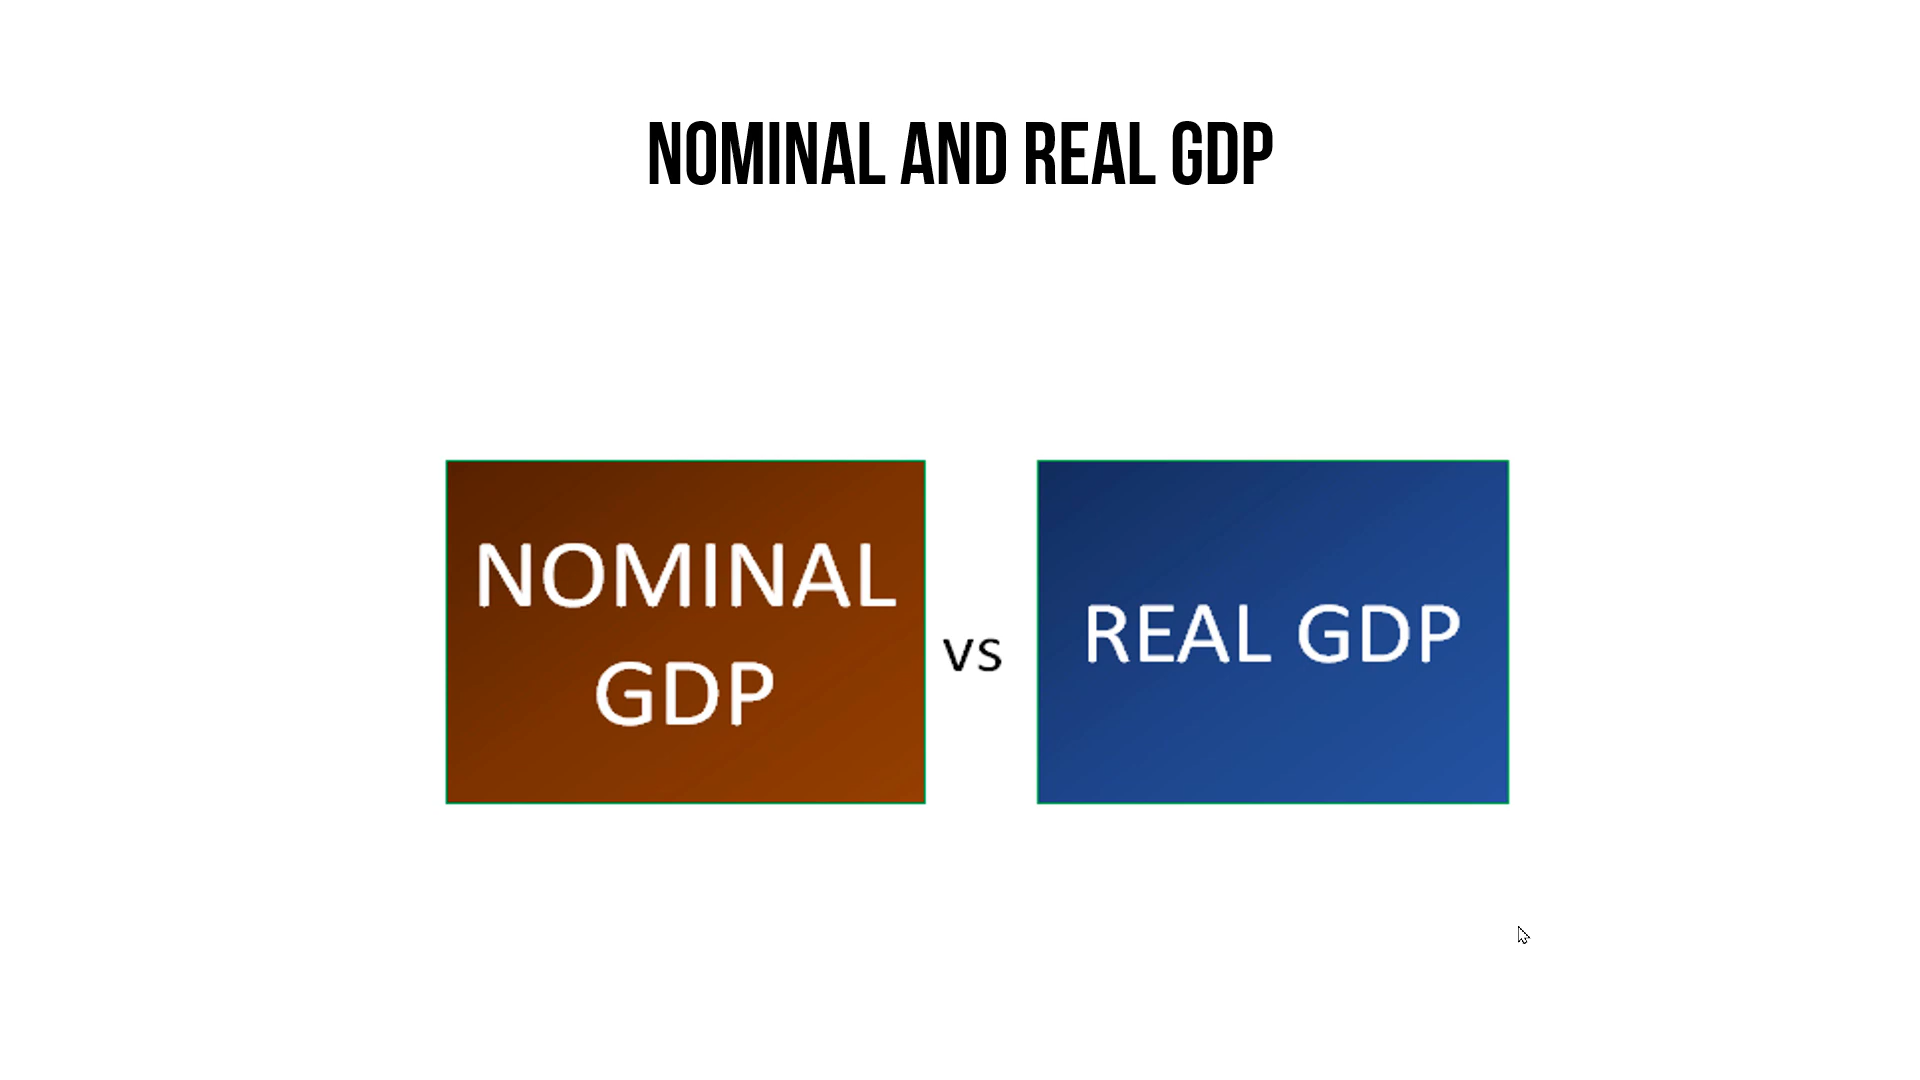 NOMINAL AND REAL GDP
NOMINAL
GDP
vs
REAL GDP